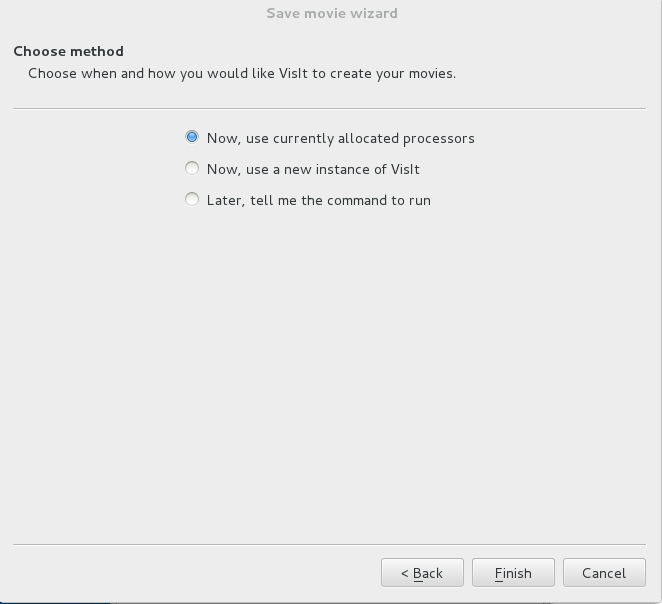 Save movie wizard
Choose method
Choose when and how you would like VisIt to create your movies.
Now, use currently allocated processors
Now, use a new instance of VisIt
Later, tell me the command to run
< Back
Finish
Cancel